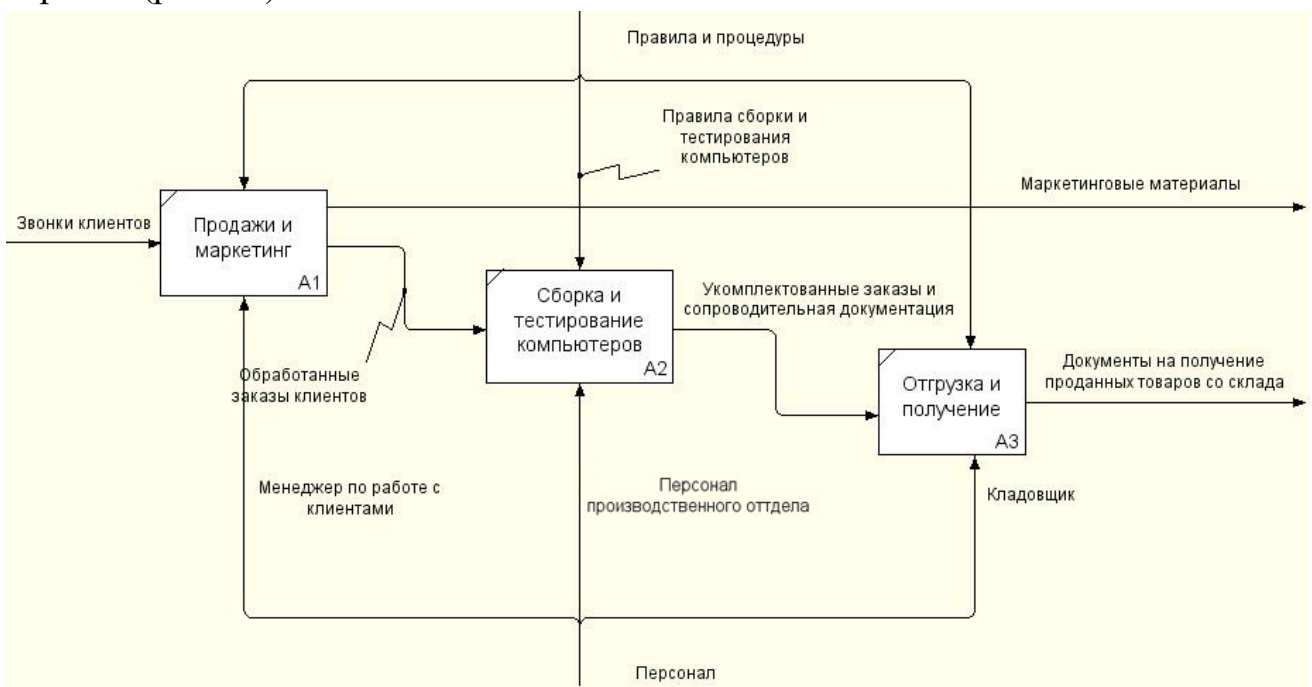 Правила и процедуры
Правила сборки и
тестирования
компьютеров
Маркетинговые материалы
Звонки клиентов
Продажи и
маркетинг
A1
Сборка и
тестирование
компьютеров
A2
Укомплектованные заказы и
сопроводительная документация
Обработанные
заказы клиентов
Отгрузка и
получение
A3
Документы на получение
проданных товаров со склада
Менеджер по работе с
клиентами
Персонал
производственного оттдела
Кладовщик
Персонал